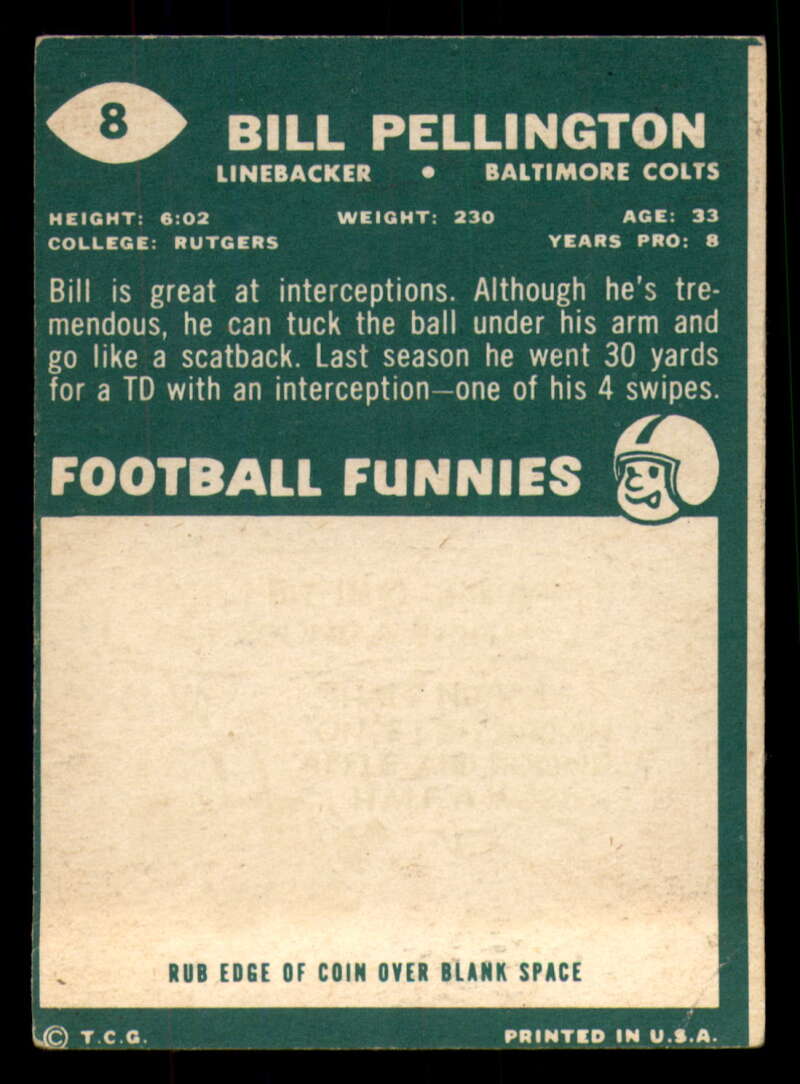 8
BILL PELLINGTON
LINEBACKER • BALTIMORE COLTS
HEIGHT: 6:02 WEIGHT: 230 AGE: 33
COLLEGE: RUTGERS YEARS PRO: 8
Bill is great at interceptions. Although he's tre-
mendous, he can tuck the ball under his arm and
go like a scatback. Last season he went 30 yards
for a TD with an interception—one of his 4 swipes.
FOOTBALL FUNNIES
RUB EDGE OF COIN OVER BLANK SPACE
© T.C.G. PRINTED IN U.S.A.